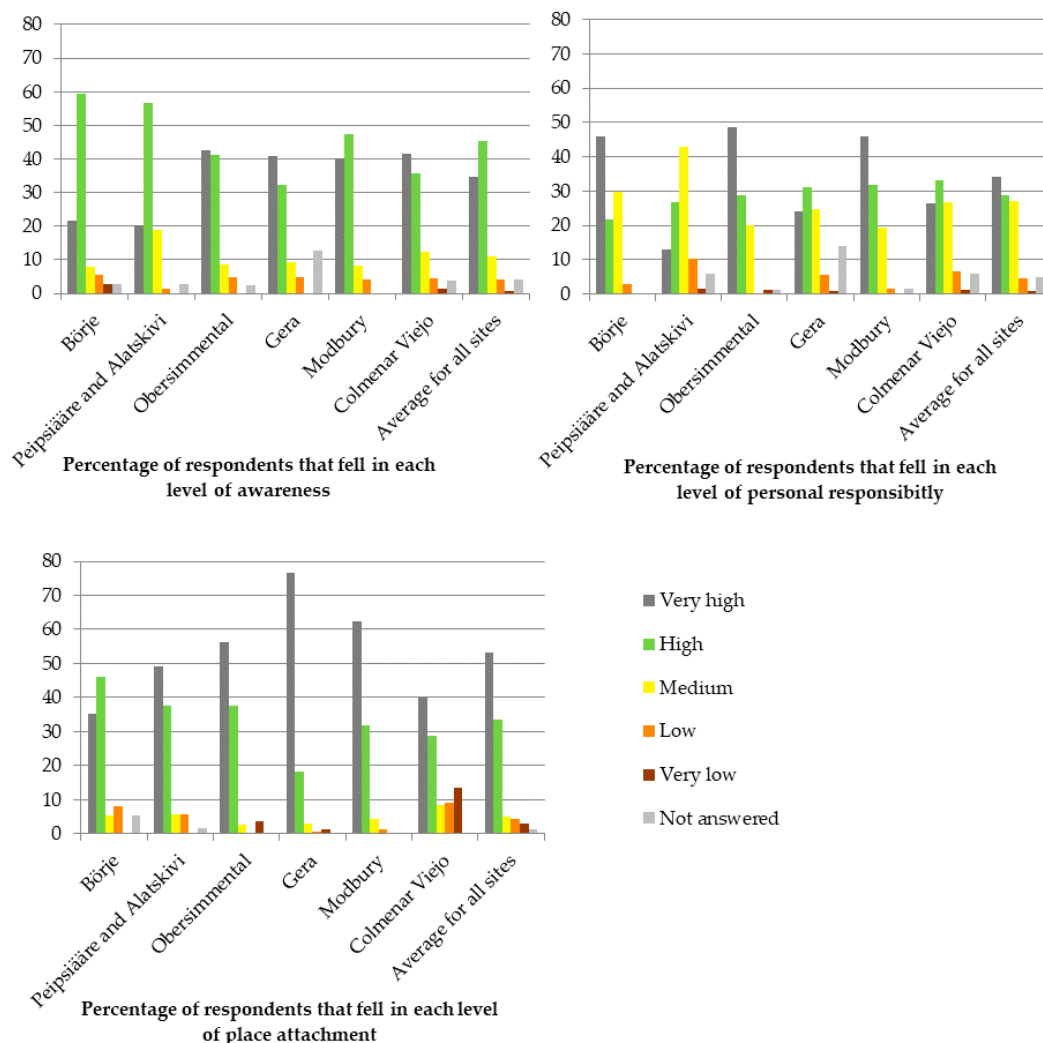 80
70
60
50
40
30
20
10
0
Börje
Peipsiääre and Alatskivi
Obersimmental
Gera
Modbury
Colmenar Viejo
Average for all sites
Percentage of respondents that fell in each
level of awareness
80
70
60
50
40
30
20
10
0
Börje
Peipsiääre and Alatskivi
Obersimmental
Gera
Modbury
Colmenar Viejo
Average for all sites
Percentage of respondents that fell in each
level of personal responsibitly
80
70
60
50
40
30
20
10
0
Börje
Peipsiääre and Alatskivi
Obersimmental
Gera
Modbury
Colmenar Viejo
Average for all sites
Percentage of respondents that fell in each level
of place attachment
Very high
High
Medium
Low
Very low
Not answered